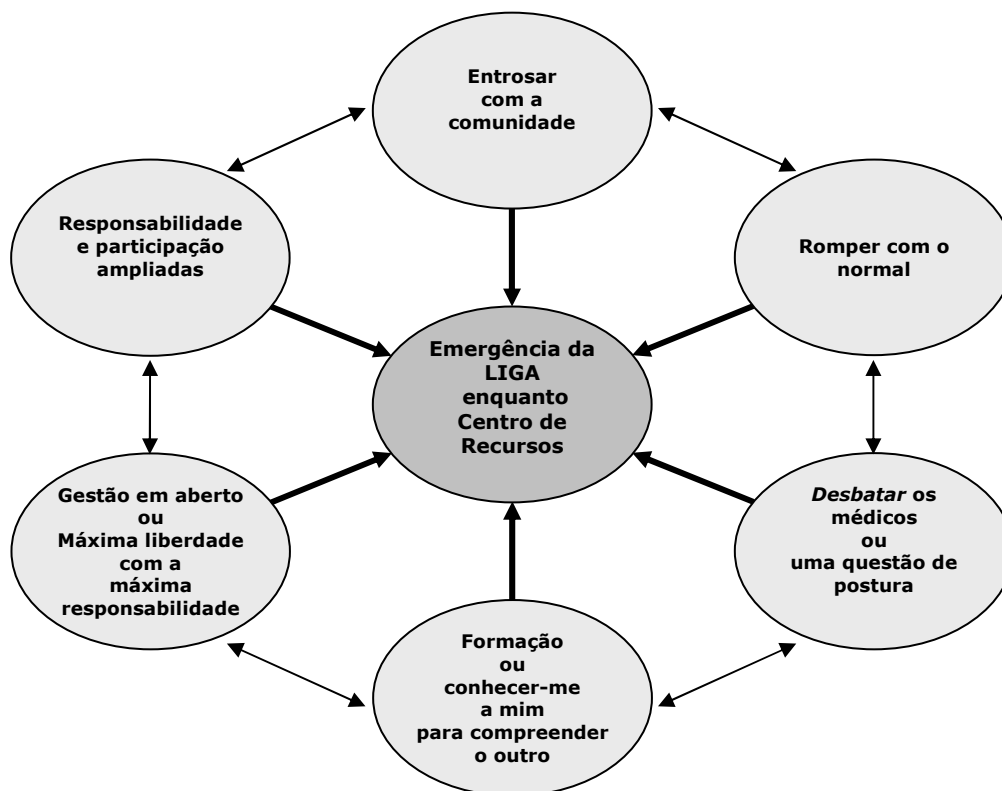 Entrosar
com a
comunidade
Responsabilidade
e participação
ampliadas
Romper com o
normal
Emergência da
LIGA
enquanto
Centro de
Recursos
Gestão em aberto
ou
Máxima liberdade
com a
máxima
responsabilidade
Desbatar os
médicos
ou
uma questão de
postura
Formação
ou
conhecer-me
a mim
para compreender
o outro